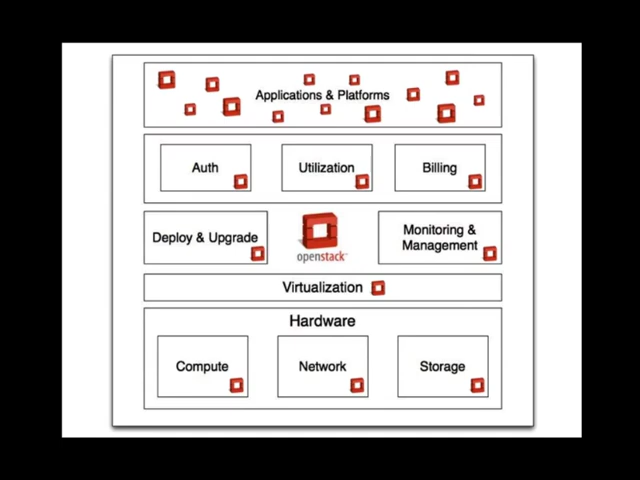 Applications & Platforms
Auth
Utilization
Billing
Deploy & Upgrade
openstack
Monitoring &
Management
Virtualization
Hardware
Compute
Network
Storage